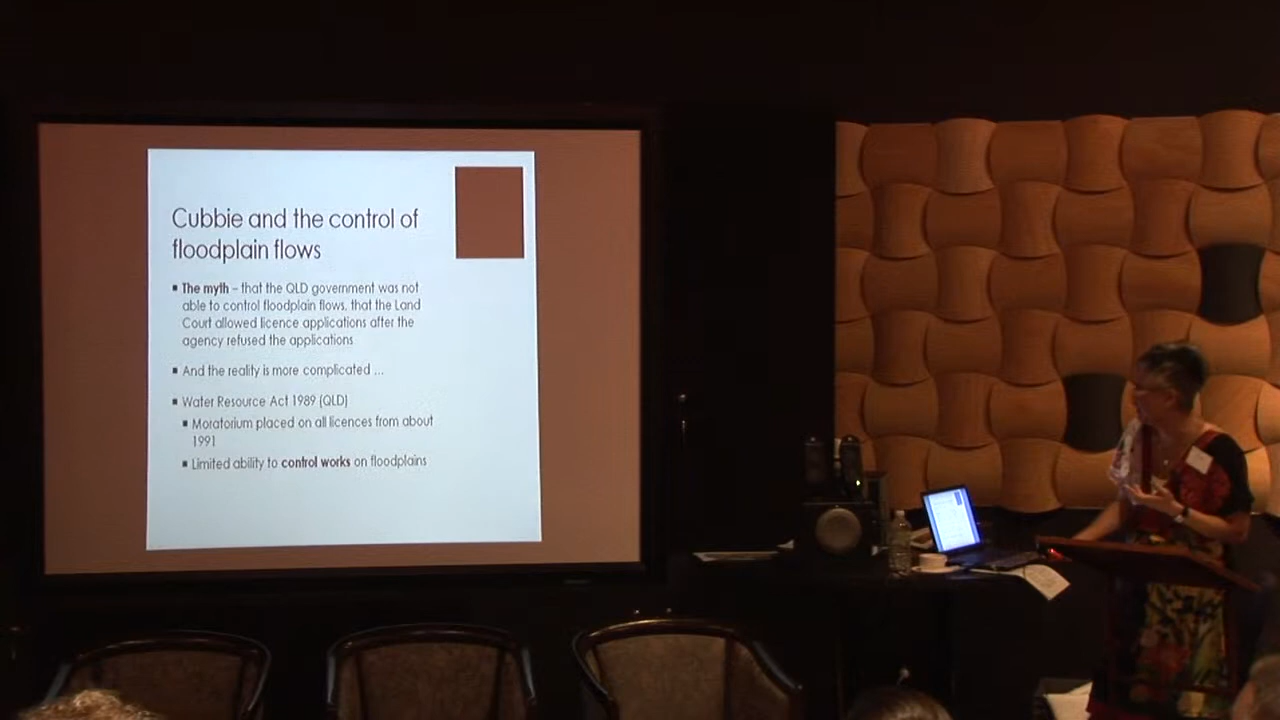 Cubbie and the control of
floodplain flows
▪ The myth – that the QLD government was not
able to control floodplain flows, that the Land
Court allowed licence applications after the
agency refused the applications
▪ And the reality is more complicated ...
▪ Water Resource Act 1989 (QLD)
▪ Moratorium placed on all licences from about
1991
▪ Limited ability to control works on floodplains